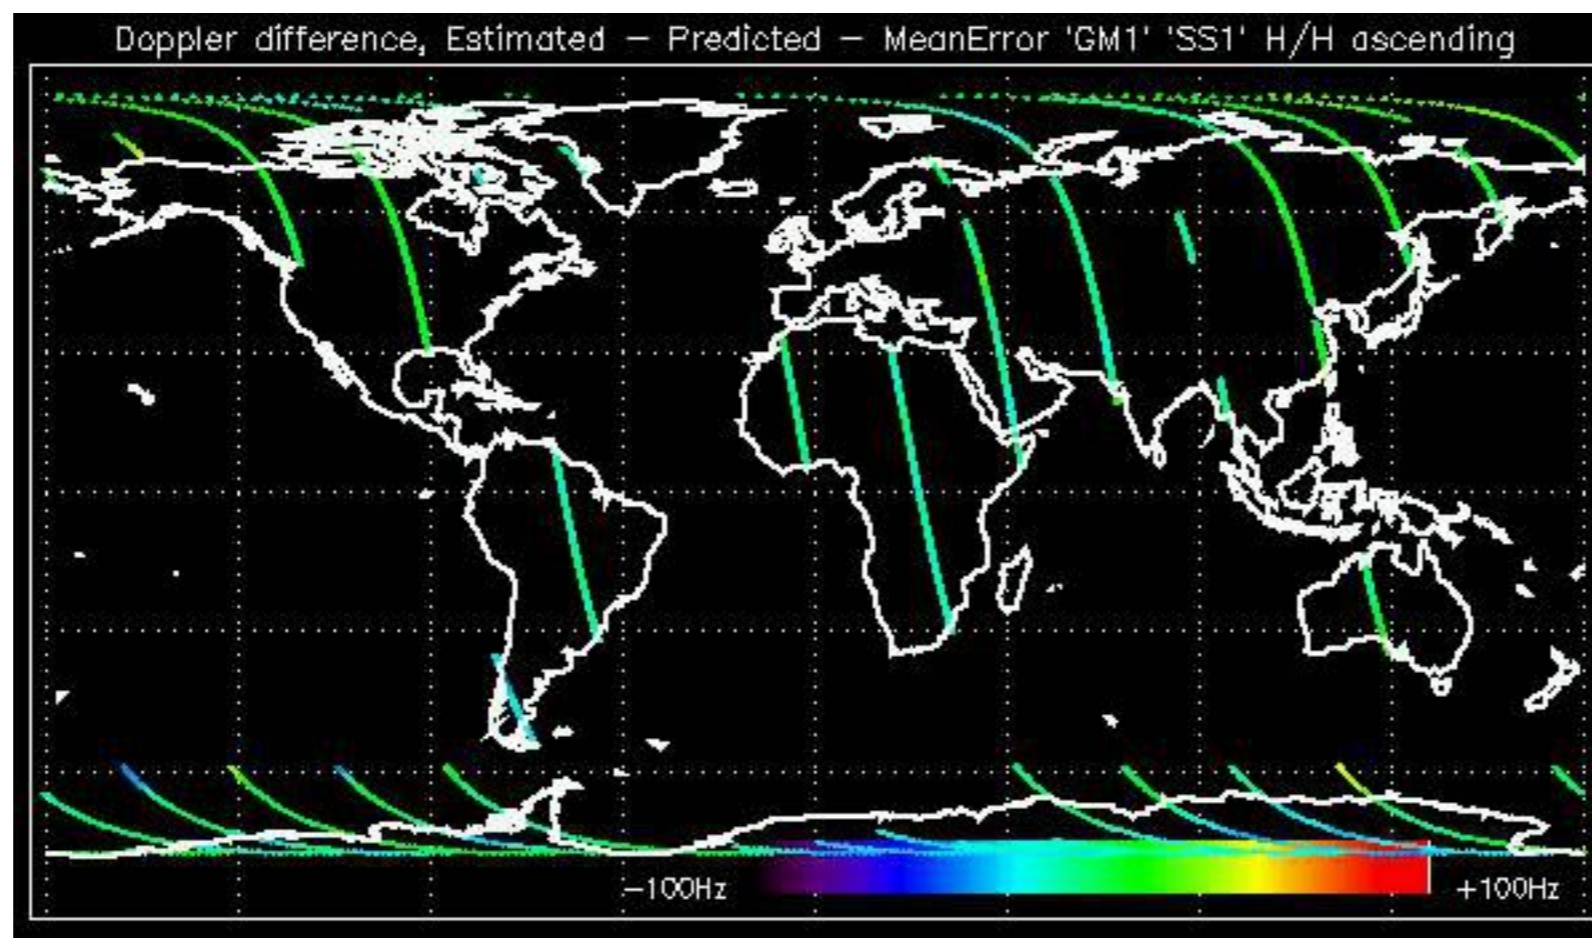 Doppler difference, Estimated − Predicted − MeanError 'GM1' 'SS1' H/H ascending
−100Hz
+100Hz